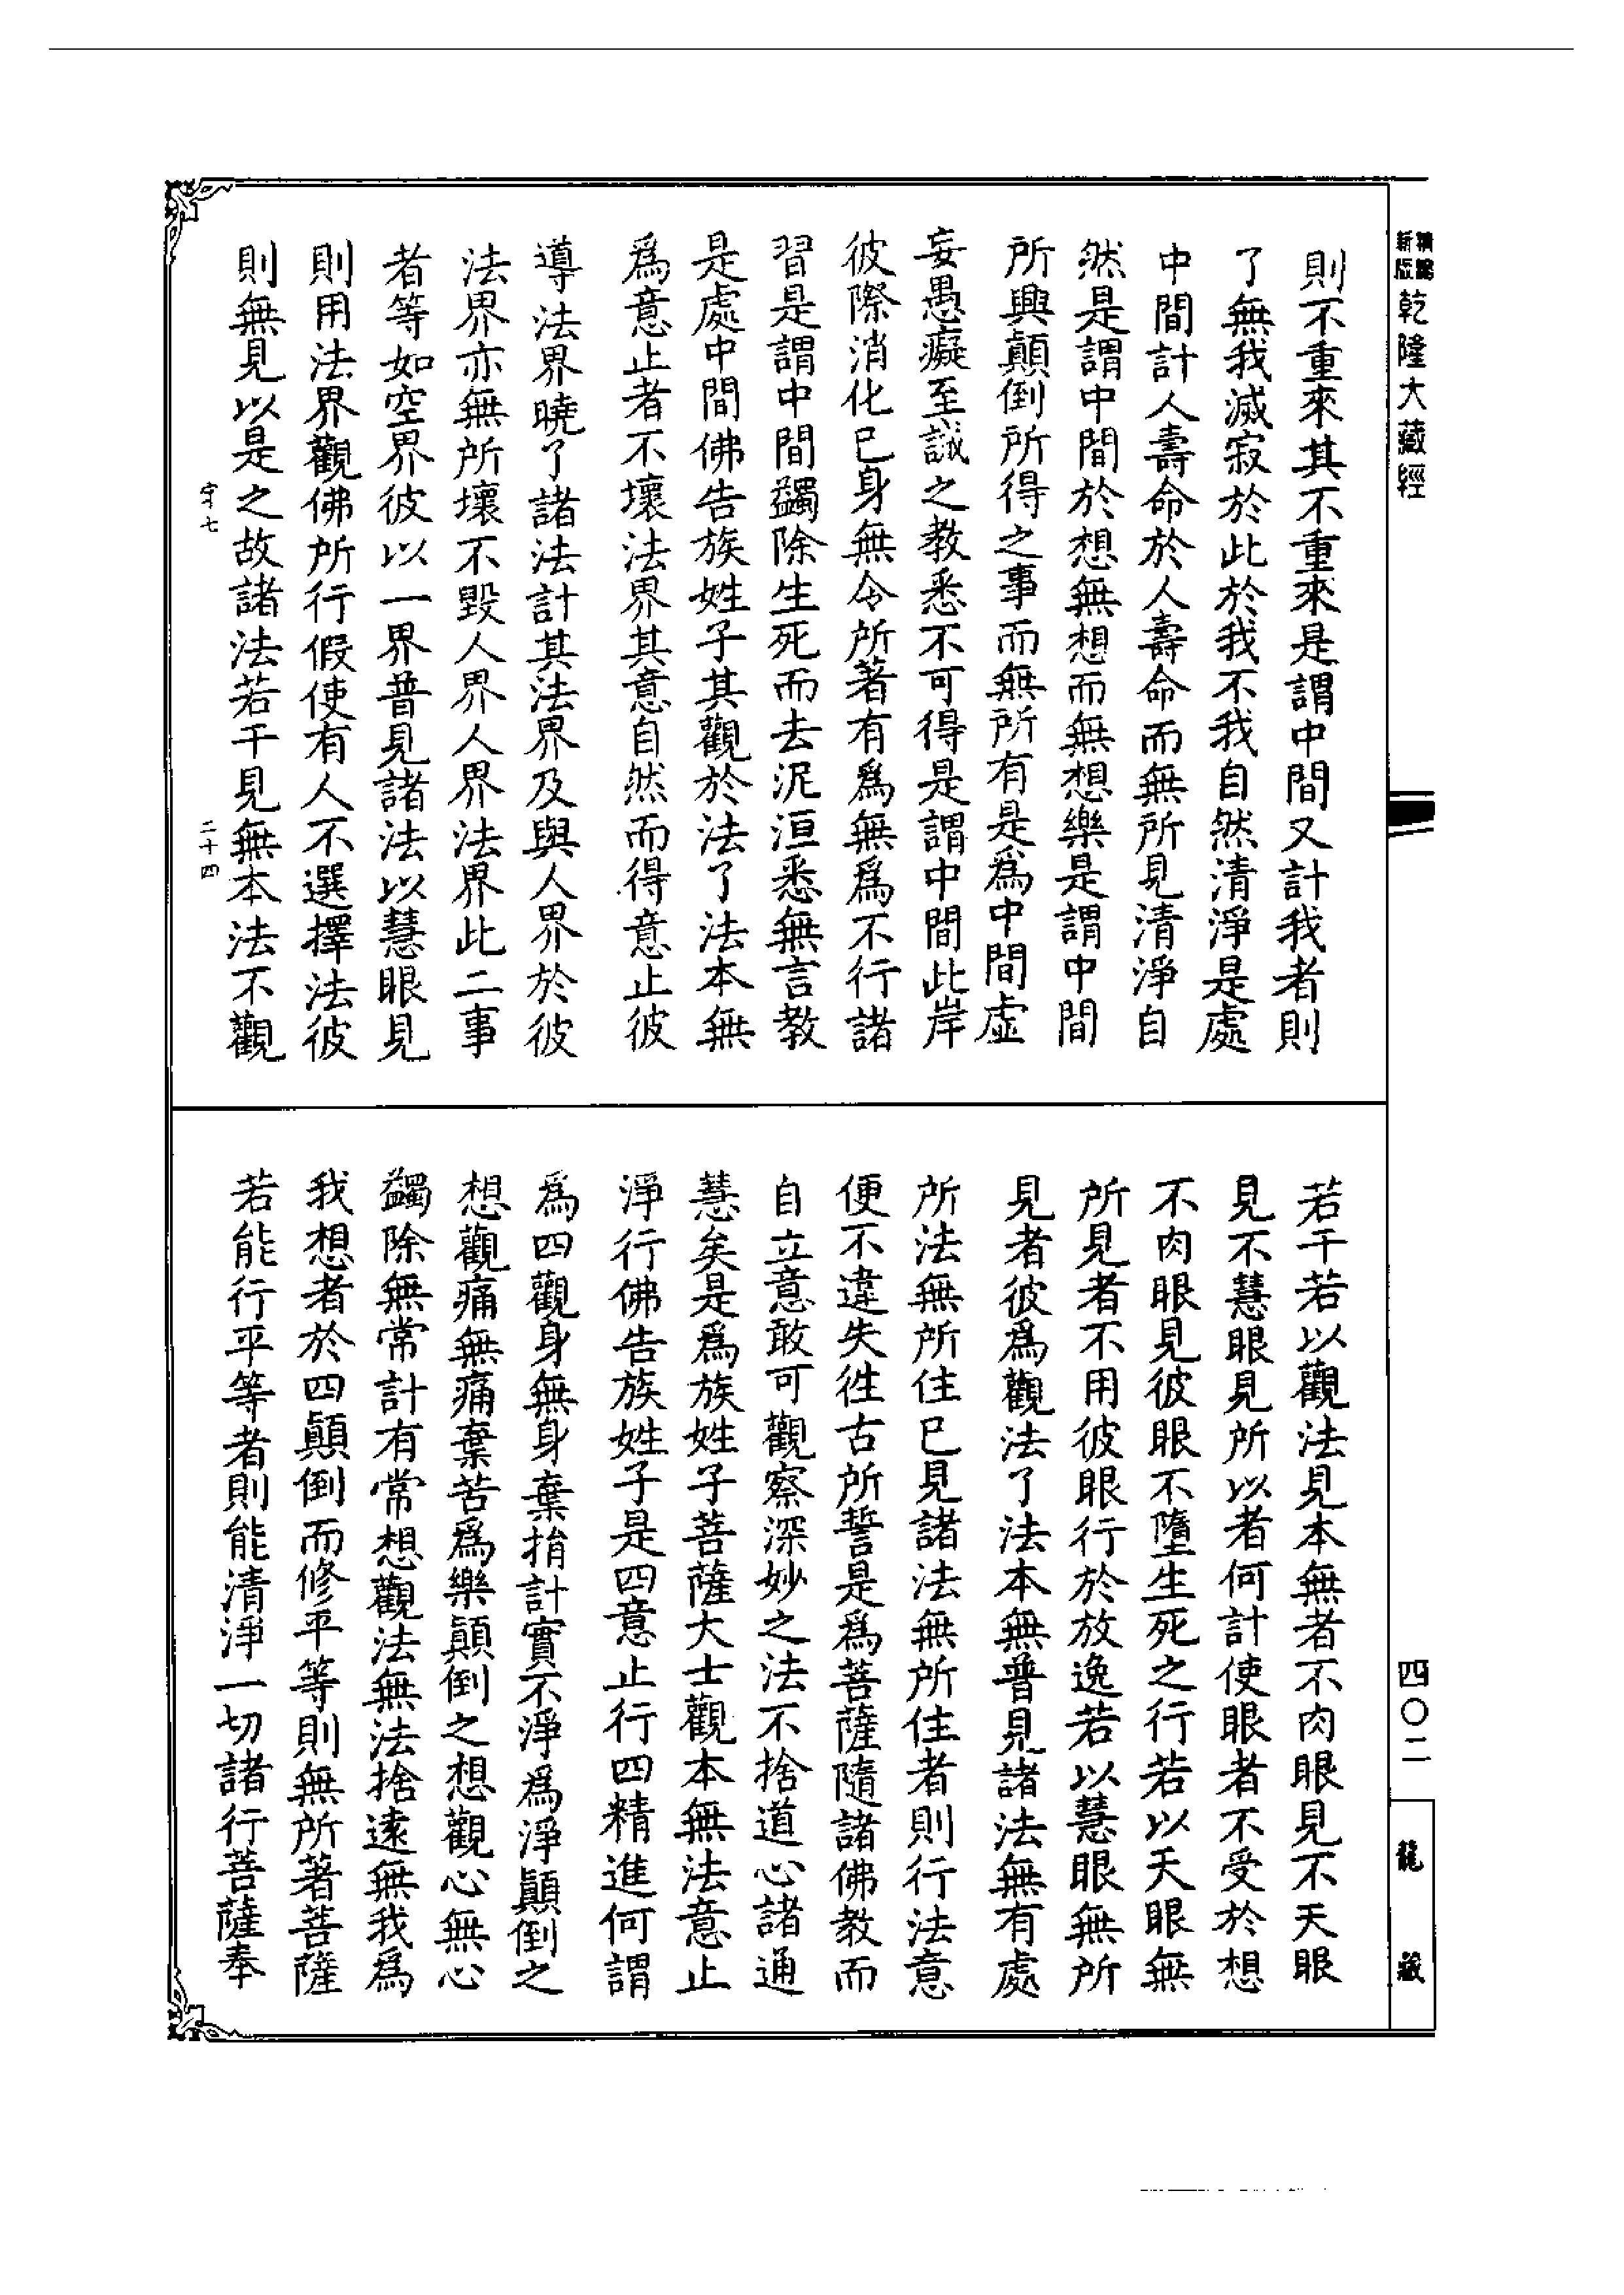 新版
精縮
乾隆大藏經
則不重來其不重來是謂中間又計我者則
了無我滅寂於此於我不我自然清淨是處
中間計人壽命於人壽命而無所見清淨自
然是謂中間於想無想而無想樂是謂中間
所興顛倒所得之事而無所有是為中間虛
妄愚癡至誠之教悉不可得是謂中間此岸
彼際消化已身無令所著有為無為不行諸
習是謂中間蠲除生死而去泥洹悉無言教
是處中間佛告族姓子其觀於法了法本無
為意止者不壞法界其意自然而得意止彼
導法界曉了諸法計其法界及與人界於彼
法界亦無所壞不毀人界人界法界此二事
者等如空界彼以一界普見諸法以慧眼見
則用法界觀佛所行假使有人不選擇法彼
則無見以是之故諸法若干見無本法不觀
守七
二十四
若干若以觀法見本無者不肉眼見不天眼
見不慧眼見所以者何計使眼者不受於想
不肉眼見彼眼不墮生死之行若以天眼無
所見者不用彼眼行於放逸若以慧眼無所
見者彼為觀法了法本無普見諸法無有處
所法無所住已見諸法無所住者則行法意
便不違失往古所誓是為菩薩隨諸佛教而
自立意敢可觀察深妙之法不捨道心諸通
慧矣是為族姓子菩薩大士觀本無法意止
淨行佛告族姓子是四意止行四精進何謂
為四觀身無身棄捐計實不淨為淨顛倒之
想觀痛無痛棄苦為樂顛倒之想觀心無心
蠲除無常計有常想觀法無法捨遠無我為
我想者於四顛倒而修平等則無所著菩薩
若能行平等者則能清淨一切諸行菩薩奉
四〇二
龍藏